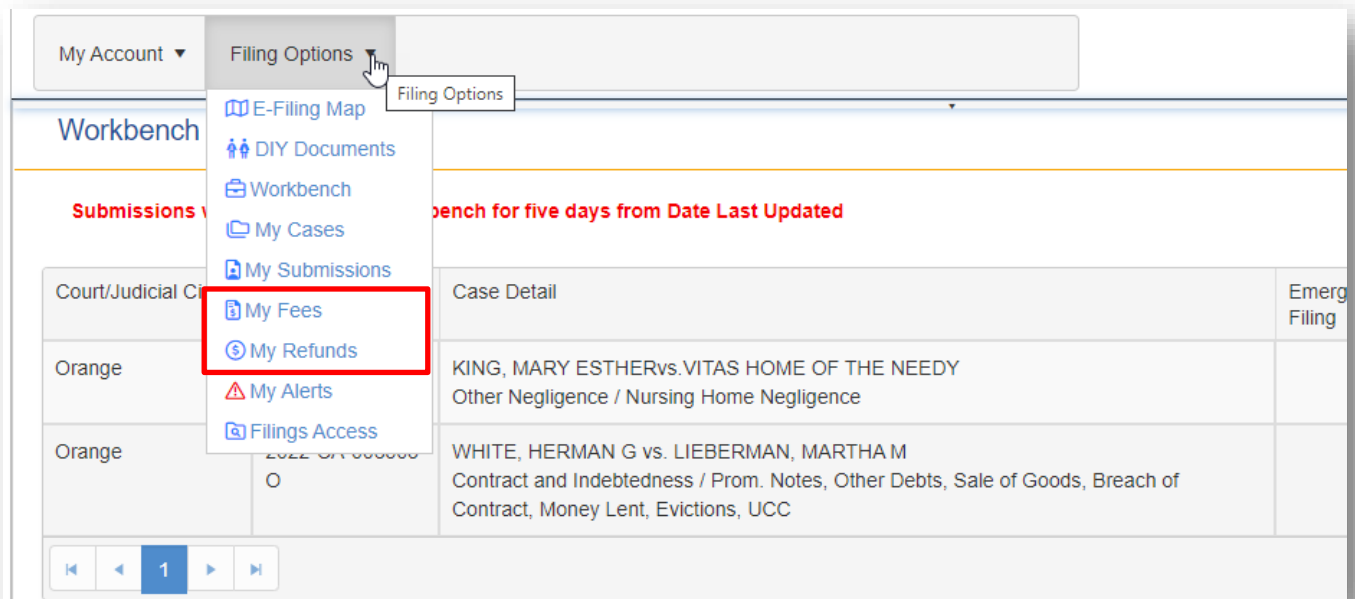 My Account ▼ Filing Options ▼
Filing Options
E-Filing Map
Workbench
DIY Documents
Workbench
Submissions bench for five days from Date Last Updated
My Cases
My Submissions
Court/Judicial Case Detail Emerg
Filing
My Fees
My Refunds
Orange KING, MARY ESTHERvs.VITAS HOME OF THE NEEDY
Other Negligence / Nursing Home Negligence
My Alerts
Filings Access
Orange WHITE, HERMAN G vs. LIEBERMAN, MARTHA M
O Contract and Indebtedness / Prom. Notes, Other Debts, Sale of Goods, Breach of
Contract, Money Lent, Evictions, UCC
1